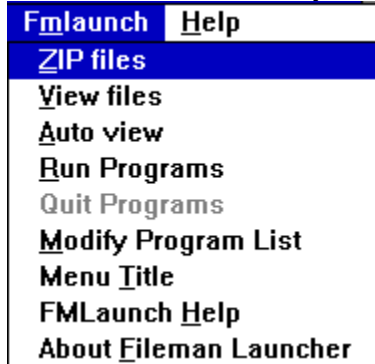 Fmlaunch Help
ZIP files
View files
Auto view
Run Programs
Quit Programs
Modify Program List
Menu Title
FMLaunch Help
About Fileman Launcher